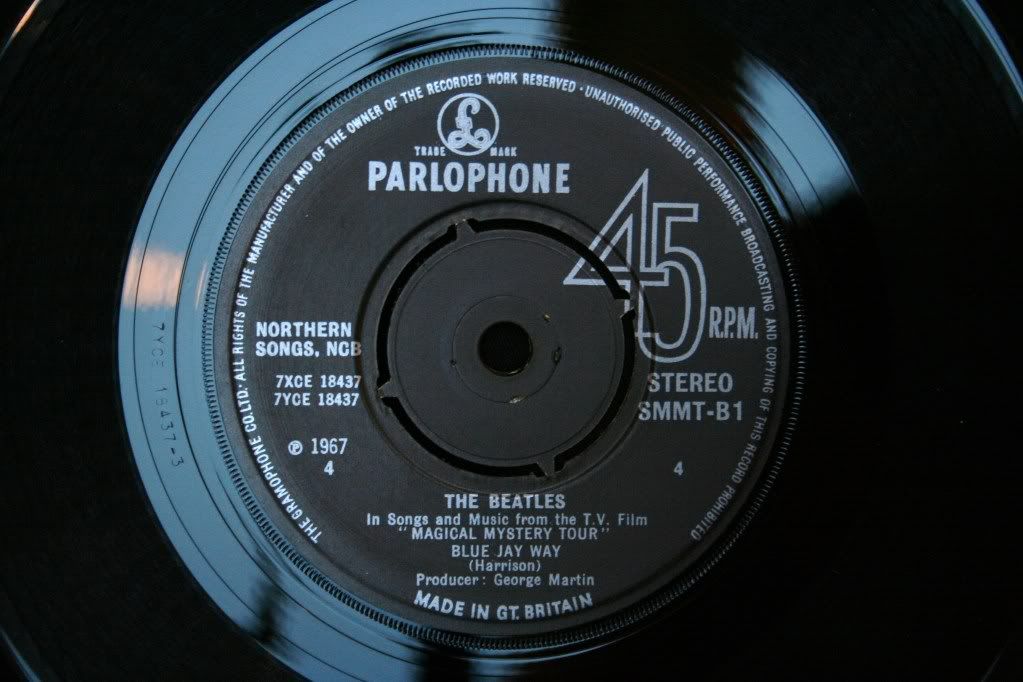 THE GRAMOPHONE CO. LTD. ALL RIGHTS OF THE MANUFACTURER AND OF THE OWNER OF THE RECORDED WORK RESERVED · UNAUTHORISED PUBLIC PERFORMANCE BROADCASTING AND COPYING OF THIS RECORD PROHIBITED
£
TRADE MARK
PARLOPHONE
45 R.P.M.
NORTHERN
SONGS, NCB
7XCE 18437
7YCE 18437
℗ 1967
4
STEREO
SMMT-B1
4
THE BEATLES
In Songs and Music from the T.V. Film
"MAGICAL MYSTERY TOUR"
BLUE JAY WAY
(Harrison)
Producer: George Martin
MADE IN GT. BRITAIN
7YCE 18437-3